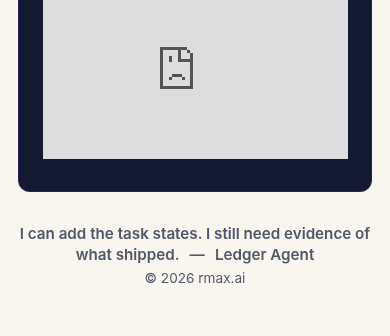 I can add the task states. I still need evidence of
what shipped. — Ledger Agent
© 2026 rmax.ai